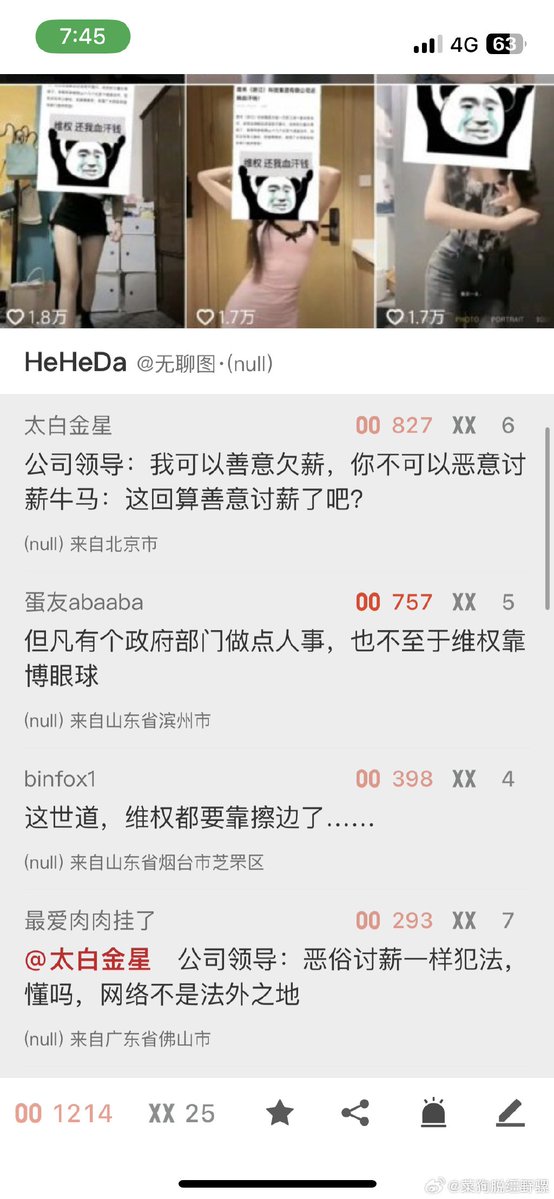 7:45
4G 63
维权 还我血汗钱
维权 还我血汗钱
1.8万
1.7万
1.7万
PHOTO PORTRAIT
HeHeDa @无聊图·(null)
太白金星 OO 827 XX 6
公司领导：我可以善意欠薪，你不可以恶意讨
薪牛马：这回算善意讨薪了吧？
(null) 来自北京市
蛋友abaaba OO 757 XX 5
但凡有个政府部门做点人事，也不至于维权靠
博眼球
(null) 来自山东省滨州市
binfox1 OO 398 XX 4
这世道，维权都要靠擦边了……
(null) 来自山东省烟台市芝罘区
最爱肉肉挂了 OO 293 XX 7
@太白金星 公司领导：恶俗讨薪一样犯法，
懂吗，网络不是法外之地
(null) 来自广东省佛山市
OO 1214 XX 25